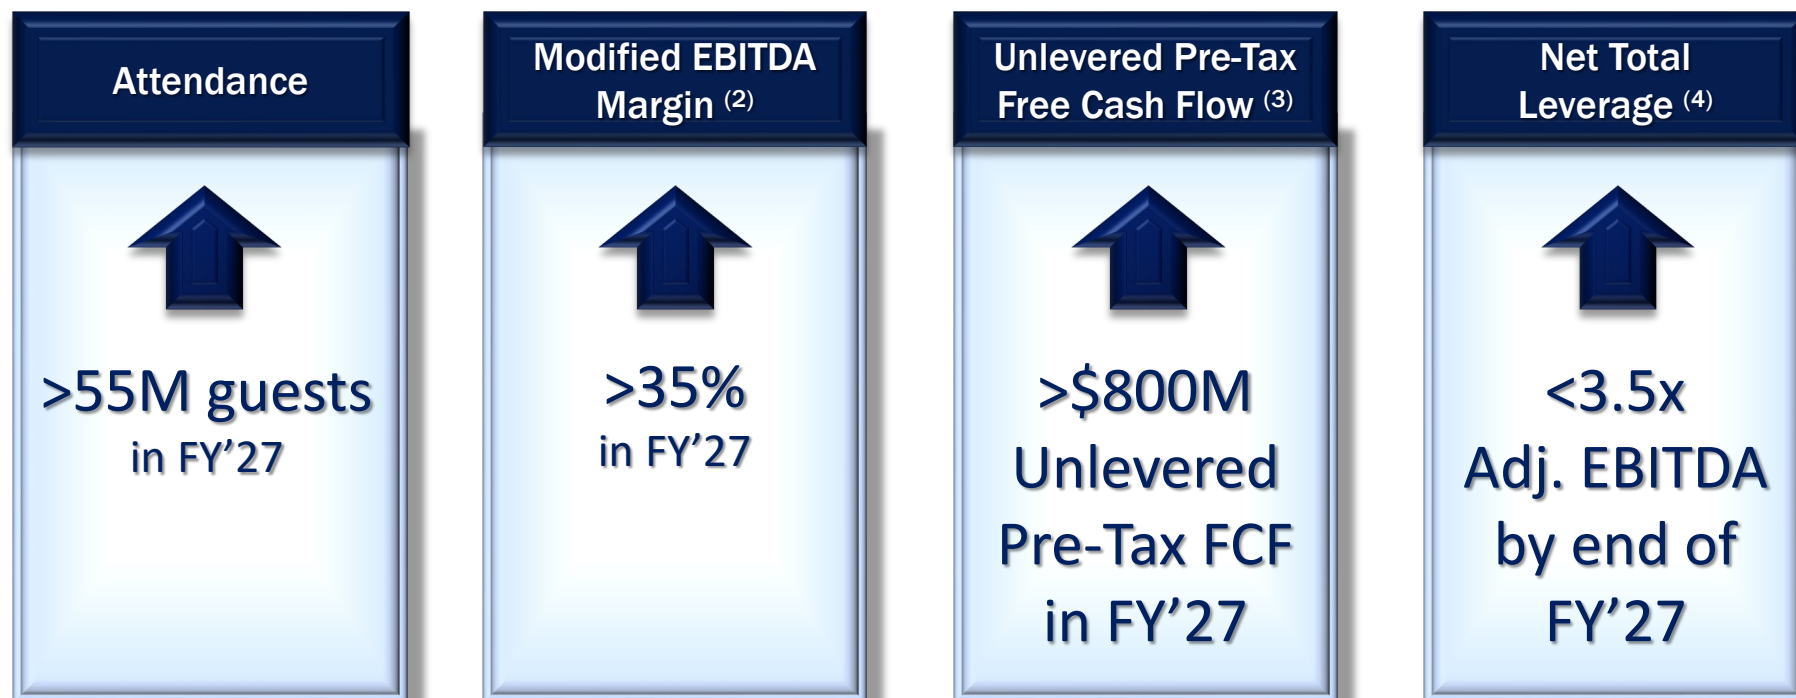 Attendance
>55M guests
in FY’27
Modified EBITDA
Margin (2)
>35%
in FY’27
Unlevered Pre-Tax
Free Cash Flow (3)
>$800M
Unlevered
Pre-Tax FCF
in FY’27
Net Total
Leverage (4)
<3.5x
Adj. EBITDA
by end of
FY’27